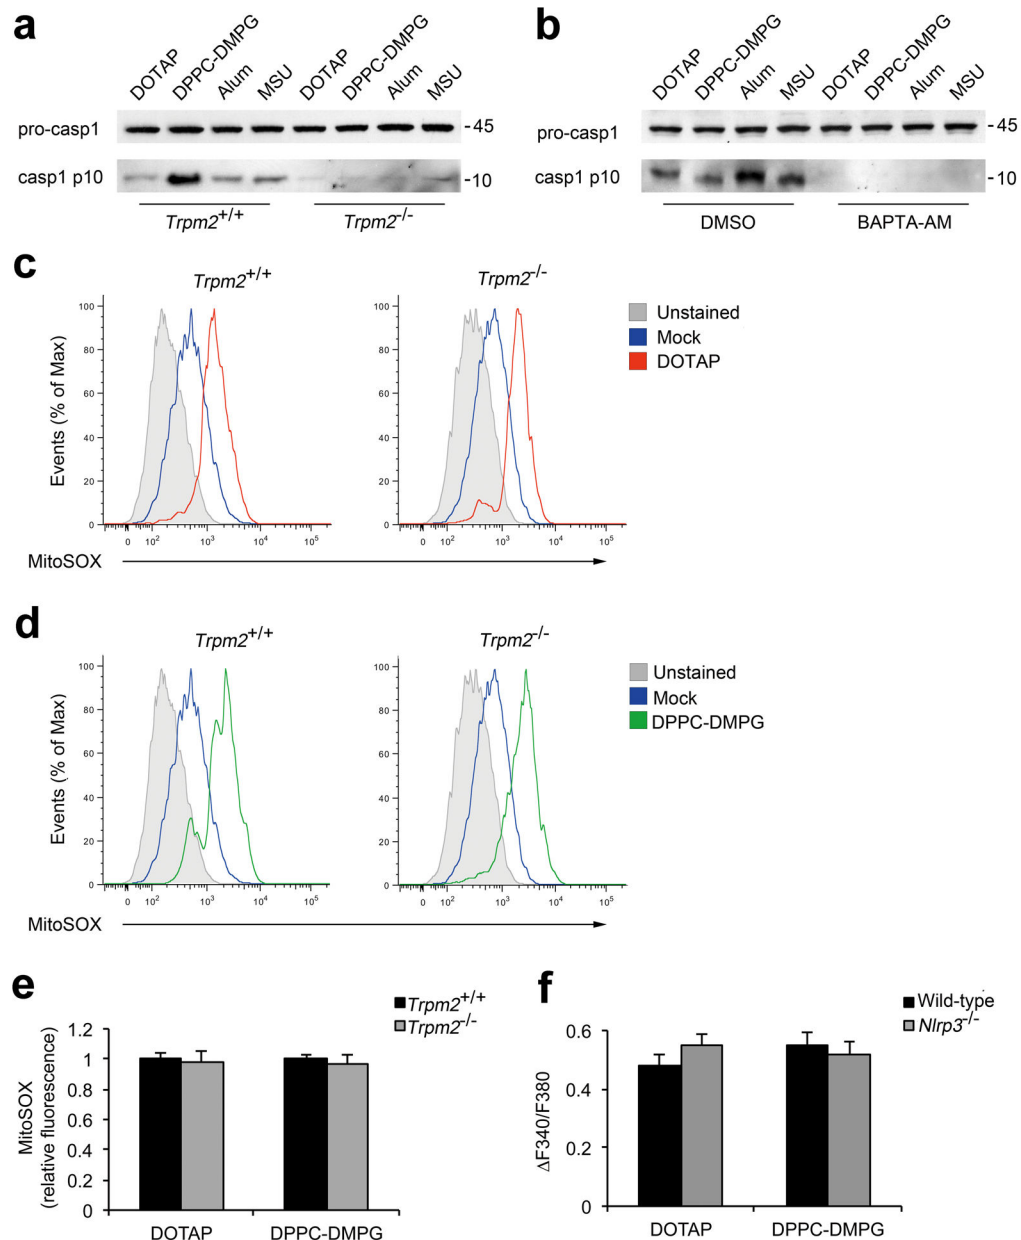 a
DOTAP DPPC-DMPG Alum MSU DOTAP DPPC-DMPG Alum MSU
pro-casp1 -45
casp1 p10 -10
Trpm2+/+ Trpm2-/-
b
DOTAP DPPC-DMPG Alum MSU DOTAP DPPC-DMPG Alum MSU
pro-casp1 -45
casp1 p10 -10
DMSO BAPTA-AM
c
Trpm2+/+ Trpm2-/-
Events (% of Max)
100 80 60 40 20 0
0 10² 10³ 10⁴ 10⁵
100 80 60 40 20 0
0 10² 10³ 10⁴ 10⁵
Unstained
Mock
DOTAP
MitoSOX
d
Trpm2+/+ Trpm2-/-
Events (% of Max)
100 80 60 40 20 0
0 10² 10³ 10⁴ 10⁵
100 80 60 40 20 0
0 10² 10³ 10⁴ 10⁵
Unstained
Mock
DPPC-DMPG
MitoSOX
e
Trpm2+/+
Trpm2-/-
MitoSOX
(relative fluorescence)
1.2
1
0.8
0.6
0.4
0.2
0
DOTAP DPPC-DMPG
f
Wild-type
Nlrp3-/-
ΔF340/F380
0.6
0.4
0.2
0
DOTAP DPPC-DMPG